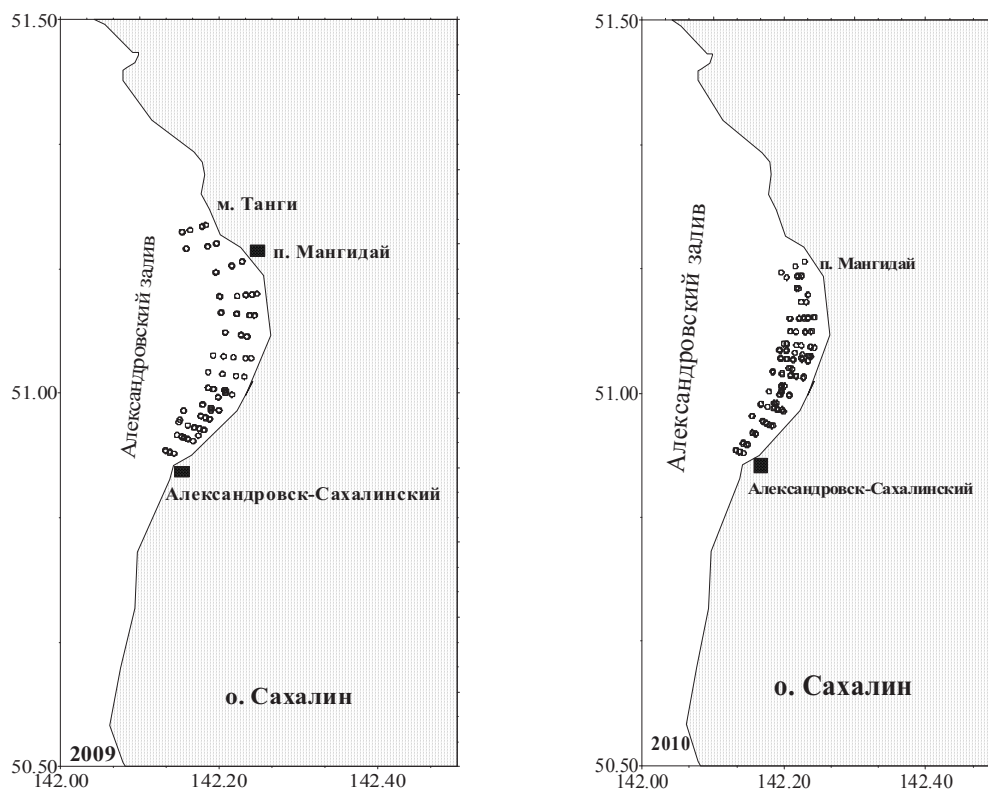 51.50
м. Танги
п. Мангидай
Александровский залив
51.00
Александровск-Сахалинский
о. Сахалин
2009
50.50
142.00
142.20
142.40
51.50
п. Мангидай
Александровский залив
51.00
Александровск-Сахалинский
о. Сахалин
2010
50.50
142.00
142.20
142.40